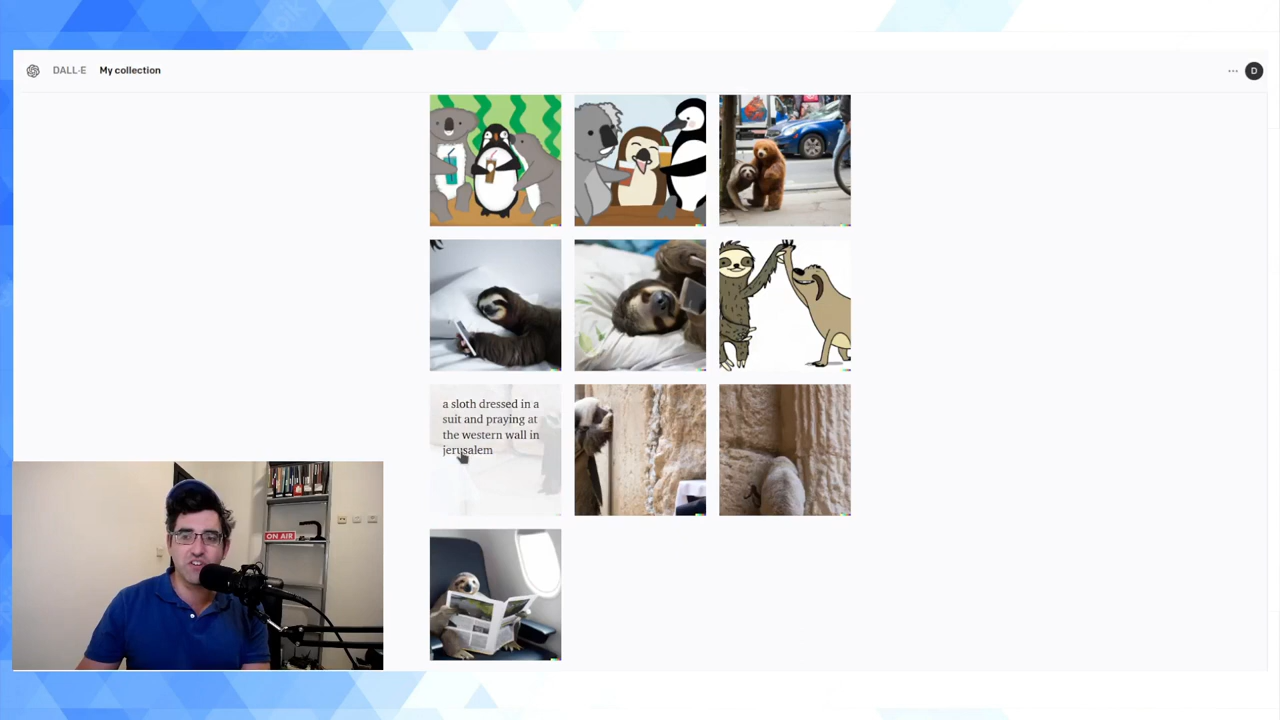 DALL·E My collection
D
a sloth dressed in a
suit and praying at
the western wall in
jerusalem
ON AIR